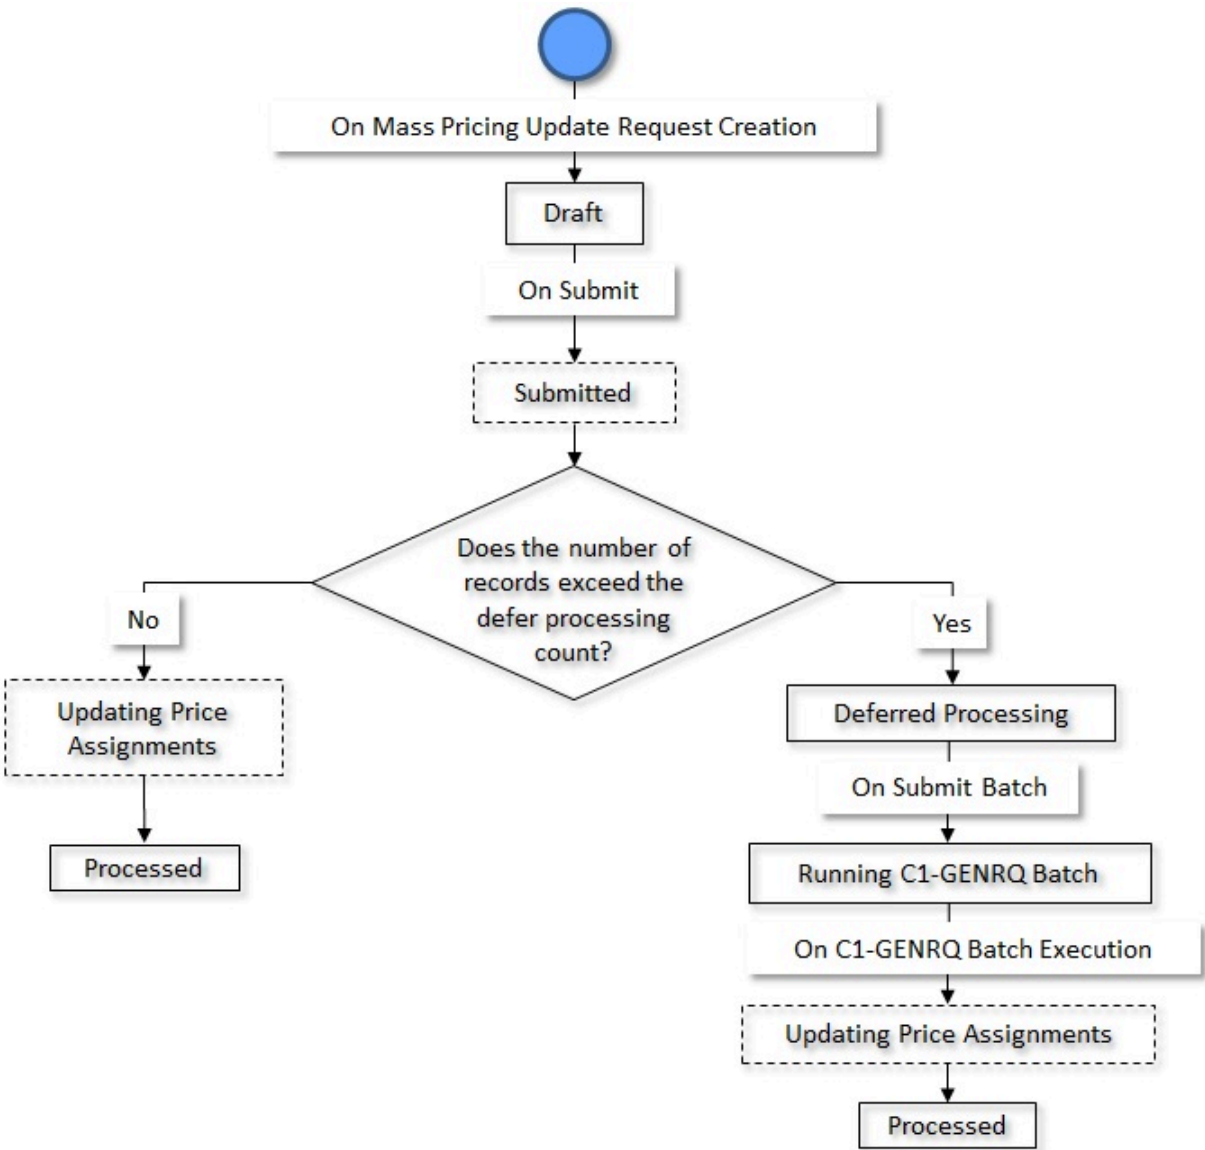 On Mass Pricing Update Request Creation
Draft
On Submit
Submitted
Does the number of
records exceed the
defer processing
count?
No
Updating Price
Assignments
Processed
Yes
Deferred Processing
On Submit Batch
Running C1-GENRQ Batch
On C1-GENRQ Batch Execution
Updating Price Assignments
Processed